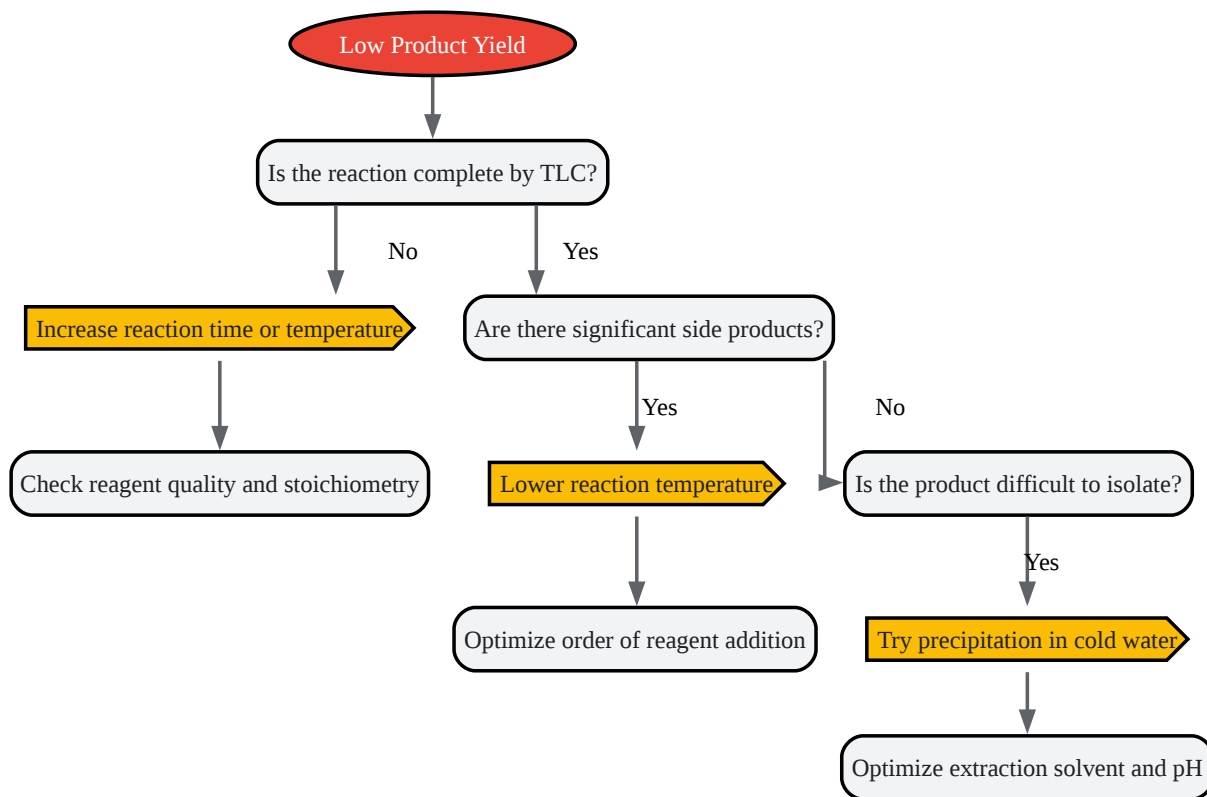 Low Product Yield
Is the reaction complete by TLC?
No
Yes
Increase reaction time or temperature
Are there significant side products?
Yes
No
Check reagent quality and stoichiometry
Lower reaction temperature
Is the product difficult to isolate?
Yes
Optimize order of reagent addition
Try precipitation in cold water
Optimize extraction solvent and pH